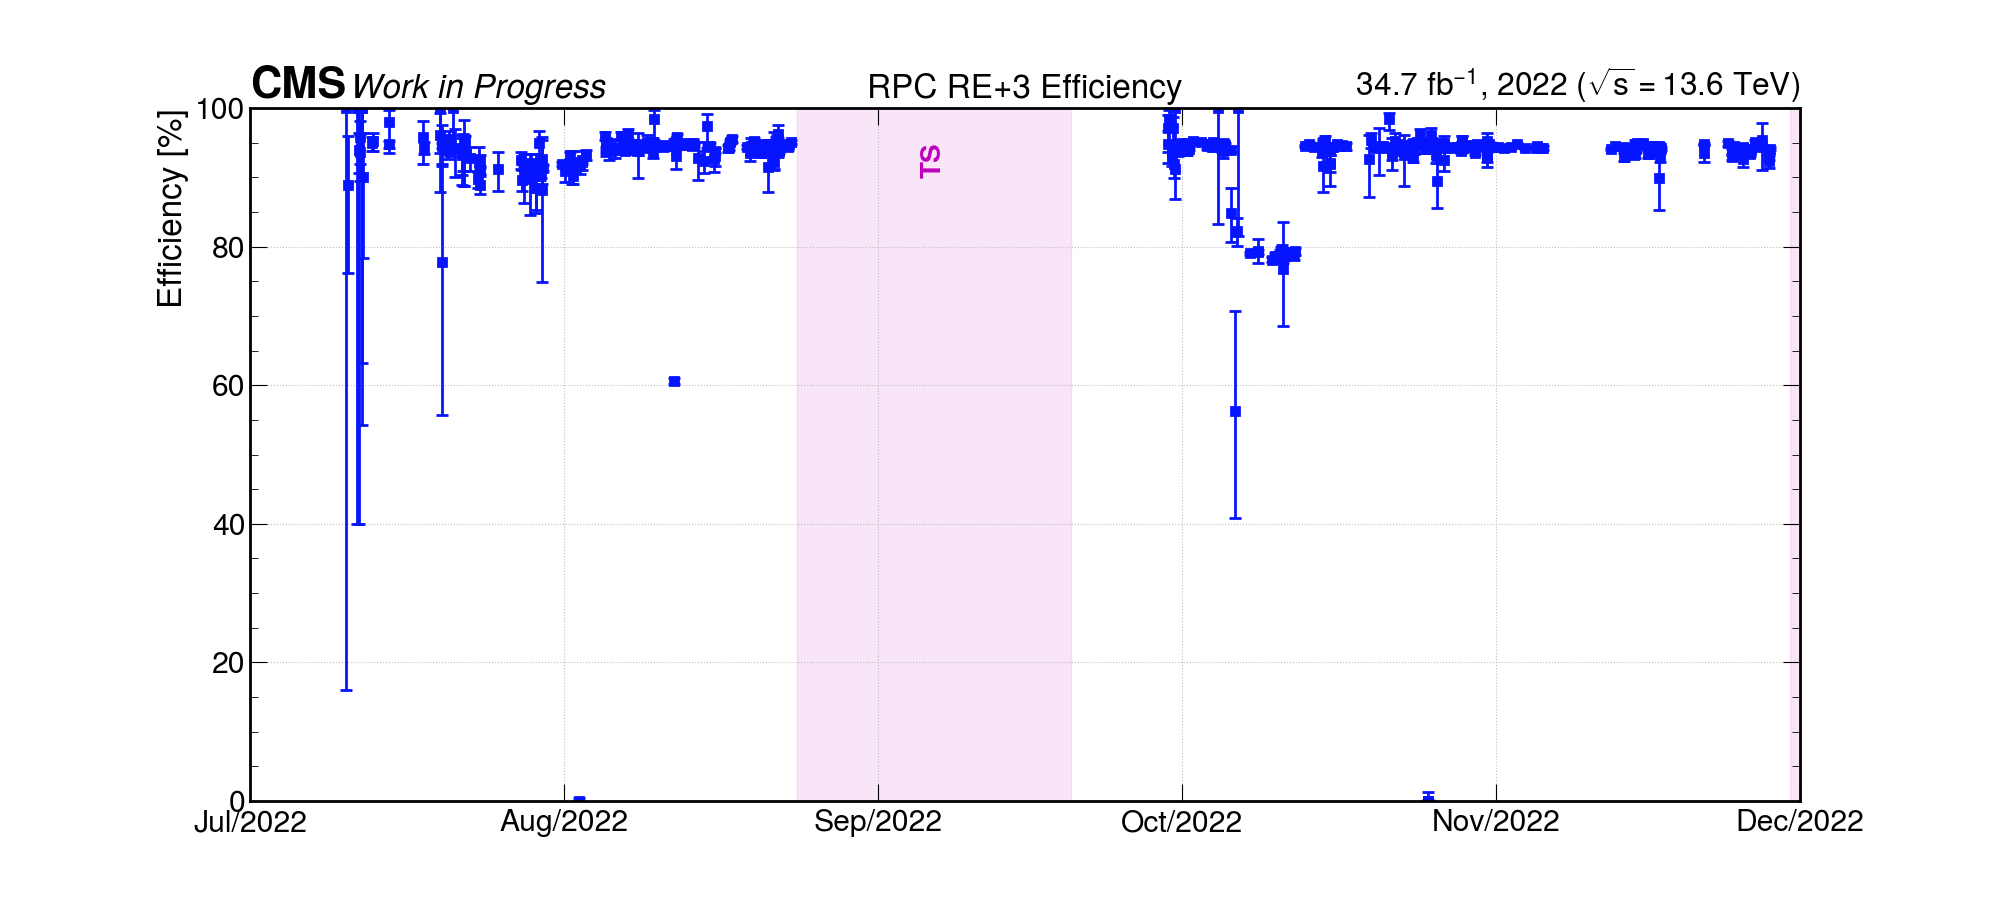 CMS Work in Progress RPC RE+3 Efficiency 34.7 fb⁻¹, 2022 (√s = 13.6 TeV)
Efficiency [%]
100
80
60
40
20
0
TS
Jul/2022 Aug/2022 Sep/2022 Oct/2022 Nov/2022 Dec/2022